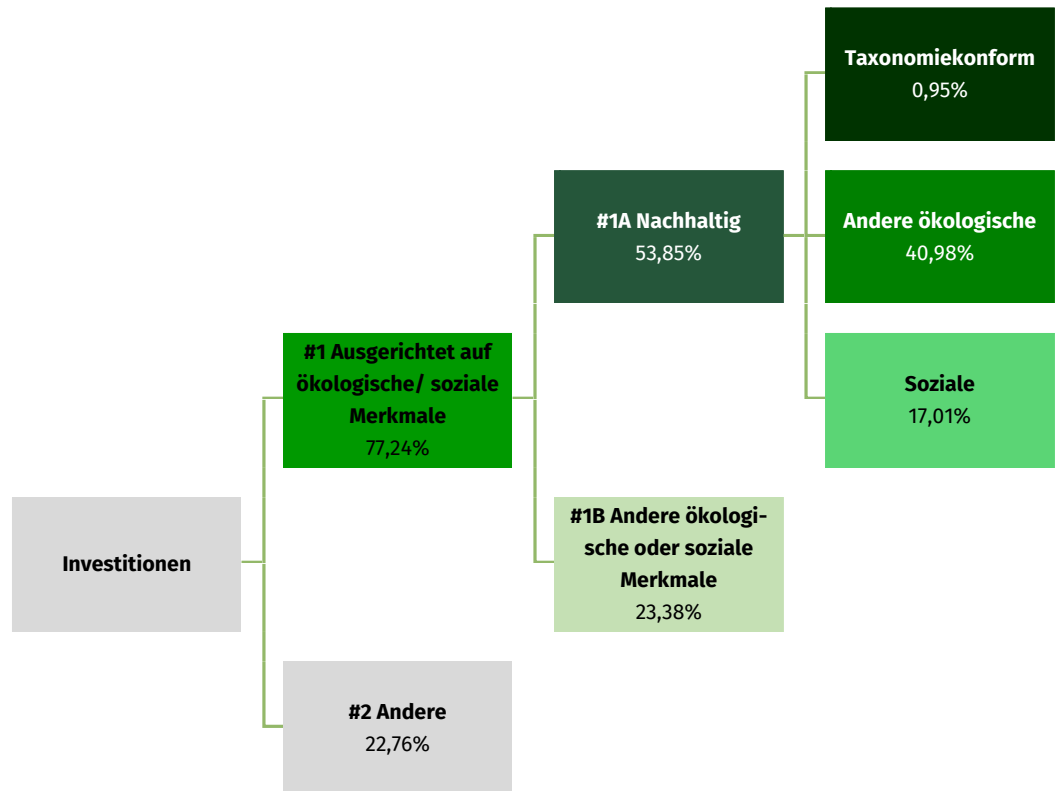 Taxonomiekonform
0,95%
#1A Nachhaltig
53,85%
Andere ökologische
40,98%
#1 Ausgerichtet auf
ökologische/ soziale
Merkmale
77,24%
Soziale
17,01%
Investitionen
#1B Andere ökologi-
sche oder soziale
Merkmale
23,38%
#2 Andere
22,76%